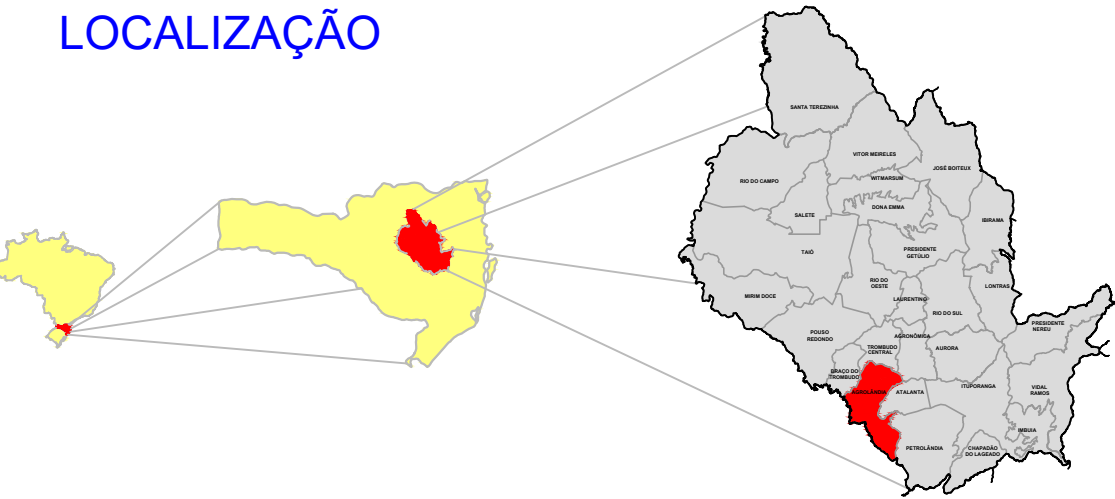 LOCALIZAÇÃO
SANTA TEREZINHA
VITOR MEIRELES
JOSÉ BOITEUX
RIO DO CAMPO
WITMARSUM
DONA EMMA
SALETE
IBIRAMA
TAIÓ
PRESIDENTE
GETÚLIO
RIO DO
OESTE
LONTRAS
MIRIM DOCE
LAURENTINO
RIO DO SUL
PRESIDENTE
NEREU
POUSO
REDONDO
AGRONÔMICA
TROMBUDO
CENTRAL
AURORA
BRAÇO DO
TROMBUDO
AGROLÂNDIA
ATALANTA
ITUPORANGA
VIDAL
RAMOS
IMBUIA
PETROLÂNDIA
CHAPADÃO
DO LAGEADO